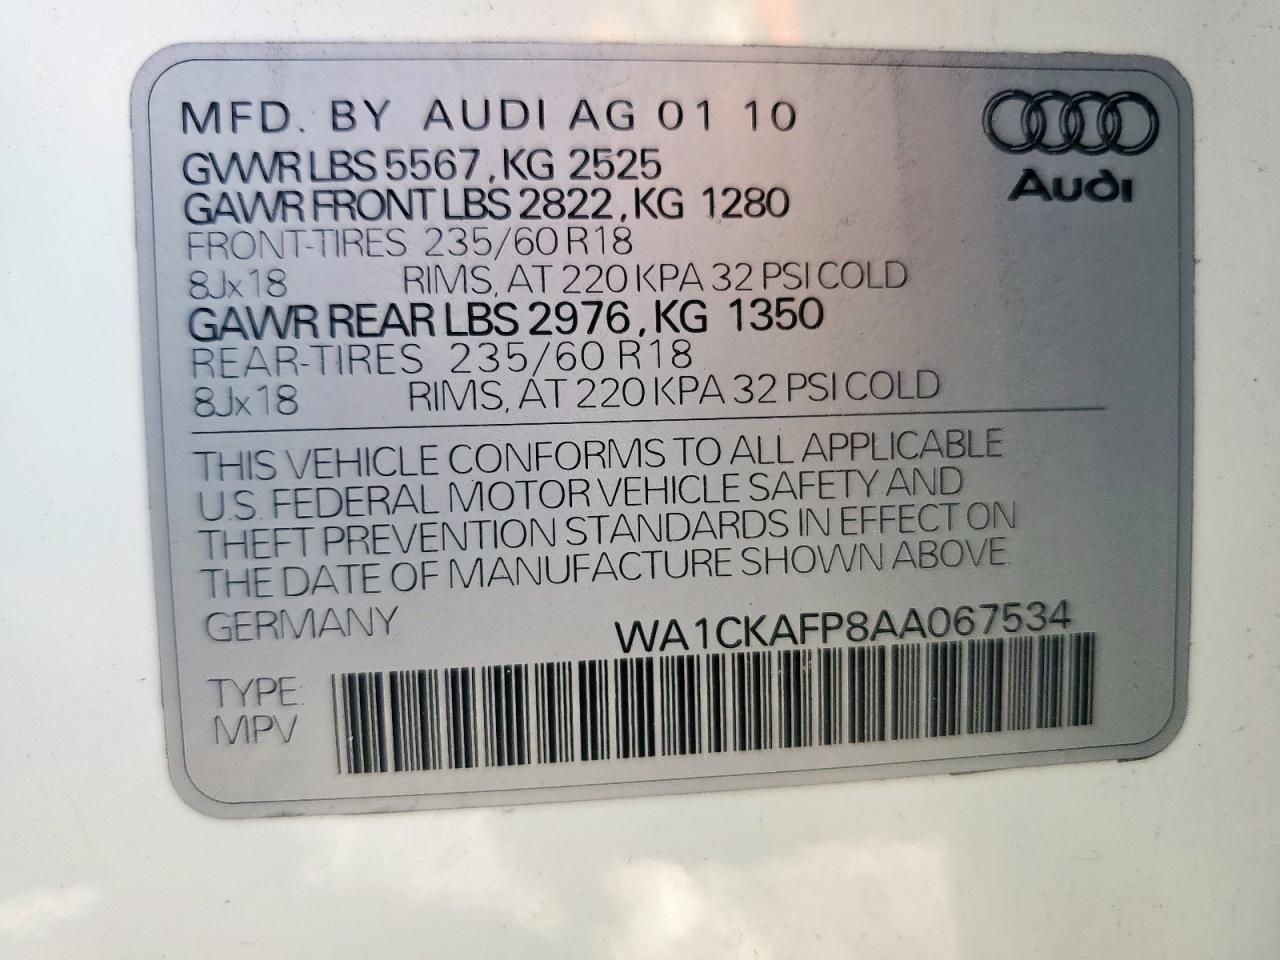 MFD. BY AUDI AG 01 10
GVWR LBS 5567, KG 2525
GAWR FRONT LBS 2822, KG 1280
FRONT-TIRES 235/60 R18
8Jx18 RIMS, AT 220 KPA 32 PSI COLD
GAWR REAR LBS 2976, KG 1350
REAR-TIRES 235/60 R18
8Jx18 RIMS, AT 220 KPA 32 PSI COLD
Audi
THIS VEHICLE CONFORMS TO ALL APPLICABLE
U.S. FEDERAL MOTOR VEHICLE SAFETY AND
THEFT PREVENTION STANDARDS IN EFFECT ON
THE DATE OF MANUFACTURE SHOWN ABOVE.
GERMANY WA1CKAFP8AA067534
TYPE:
MPV